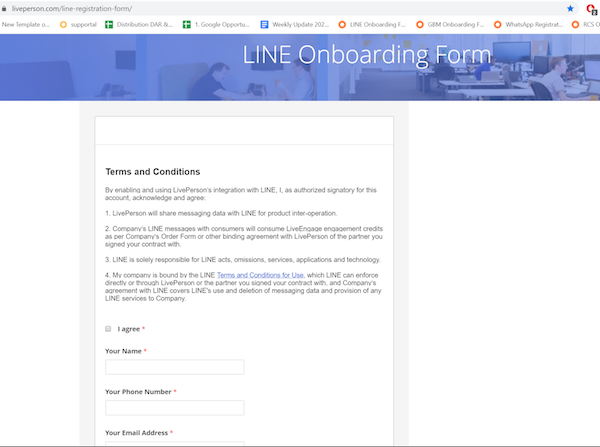 liveperson.com/line-registration-form/
New Template o... supportal Distribution DAR &... 1. Google Opportu... Weekly Update 202... LINE Onboarding F... GBM Onboarding F... WhatsApp Registrat... RCS O
LINE Onboarding Form
Terms and Conditions
By enabling and using LivePerson's integration with LINE, I, as authorized signatory for this
account, acknowledge and agree:
1. LivePerson will share messaging data with LINE for product inter-operation.
2. Company's LINE messages with consumers will consume LiveEngage engagement credits
as per Company's Order Form or other binding agreement with LivePerson of the partner you
signed your contract with.
3. LINE is solely responsible for LINE acts, omissions, services, applications and technology.
4. My company is bound by the LINE Terms and Conditions for Use, which LINE can enforce
directly or through LivePerson or the partner you signed your contract with, and Company's
agreement with LINE covers LINE's use and deletion of messaging data and provision of any
LINE services to Company.
I agree *
Your Name *
Your Phone Number *
Your Email Address *